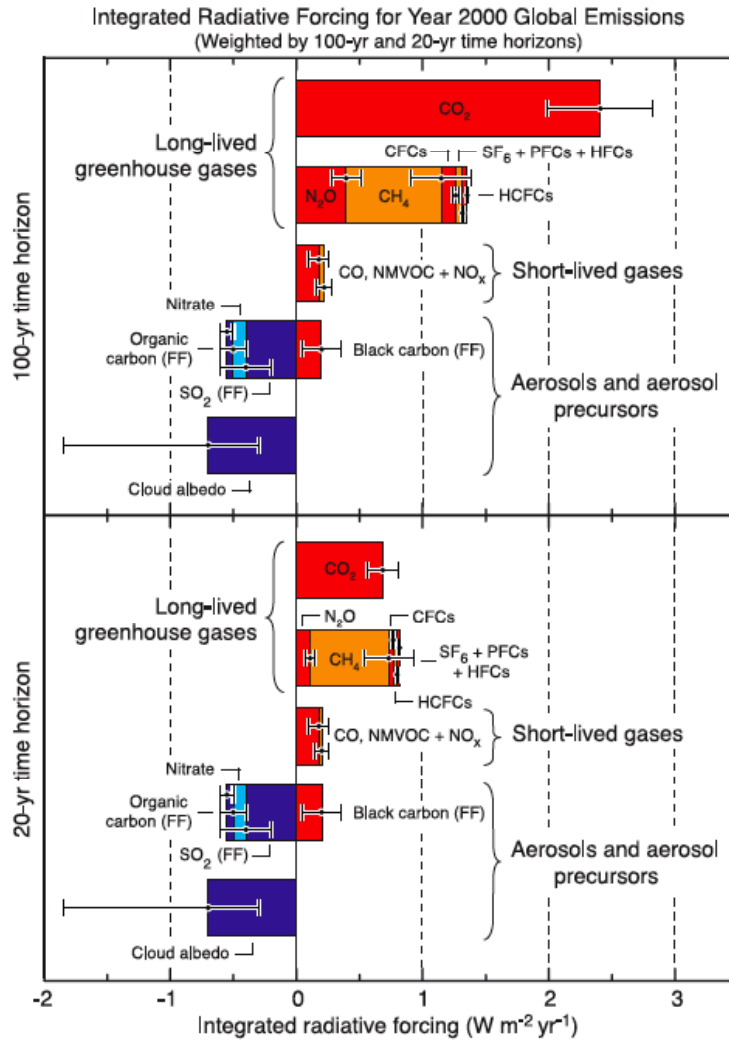 Integrated Radiative Forcing for Year 2000 Global Emissions
(Weighted by 100-yr and 20-yr time horizons)
100-yr time horizon
CO2
Long-lived
greenhouse gases
CFCs
SF6 + PFCs + HFCs
N2O
CH4
HCFCs
CO, NMVOC + NOx
Short-lived gases
Nitrate
Organic
carbon (FF)
Black carbon (FF)
SO2 (FF)
Aerosols and aerosol
precursors
Cloud albedo
20-yr time horizon
CO2
Long-lived
greenhouse gases
N2O
CFCs
CH4
SF6 + PFCs
+ HFCs
HCFCs
CO, NMVOC + NOx
Short-lived gases
Nitrate
Organic
carbon (FF)
Black carbon (FF)
SO2 (FF)
Aerosols and aerosol
precursors
Cloud albedo
-2 -1 0 1 2 3
Integrated radiative forcing (W m-2 yr-1)